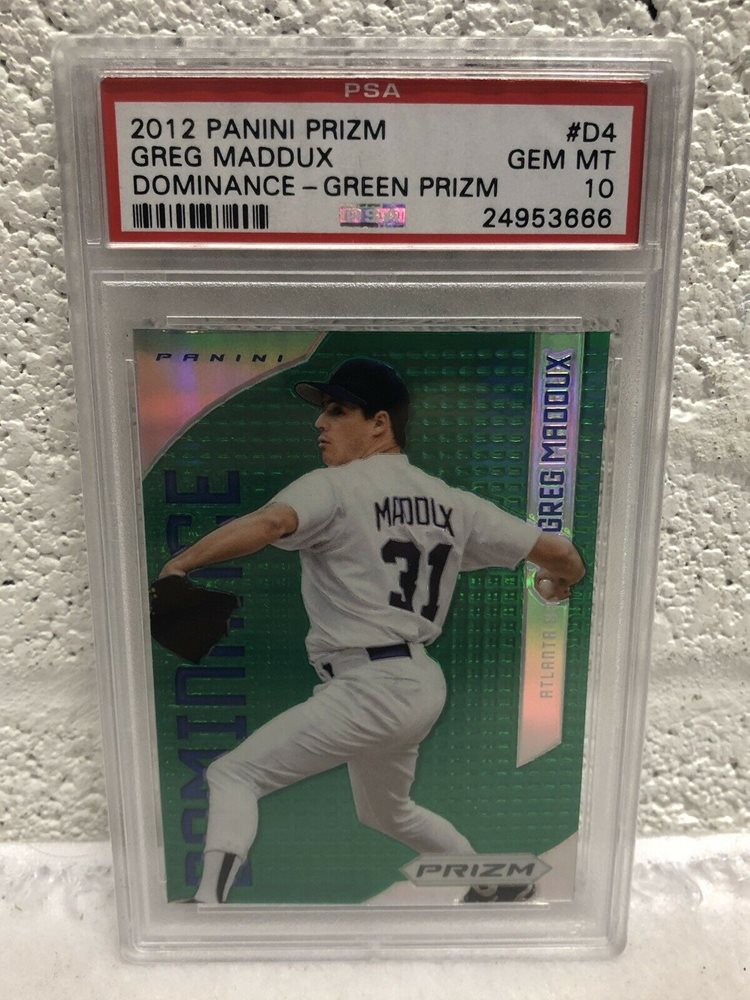 PSA
2012 PANINI PRIZM #D4
GREG MADDUX GEM MT
DOMINANCE - GREEN PRIZM 10
24953666
PANINI
DOMINANCE
GREG MADDUX
ATLANTA
MADDUX
31
PRIZM